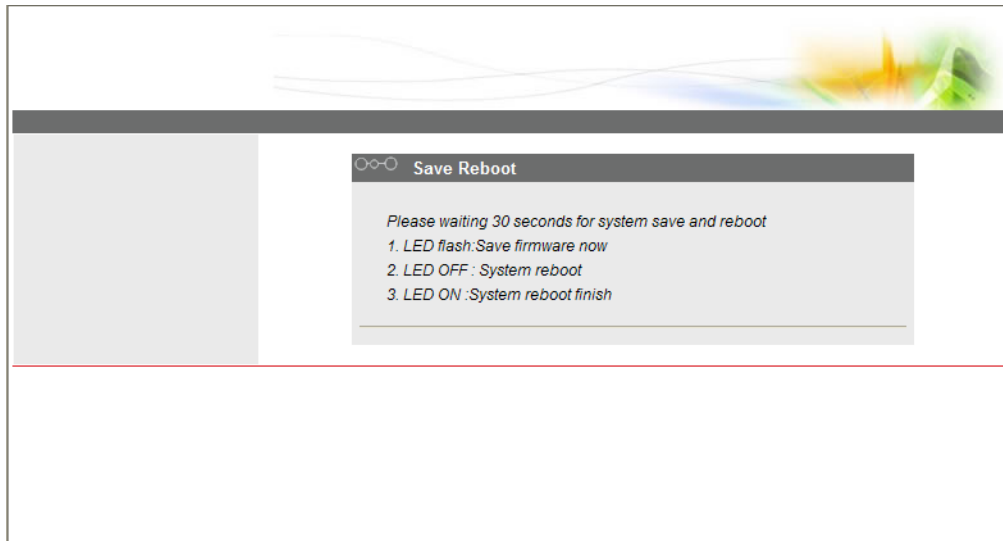 Save Reboot
Please waiting 30 seconds for system save and reboot
1. LED flash:Save firmware now
2. LED OFF : System reboot
3. LED ON :System reboot finish